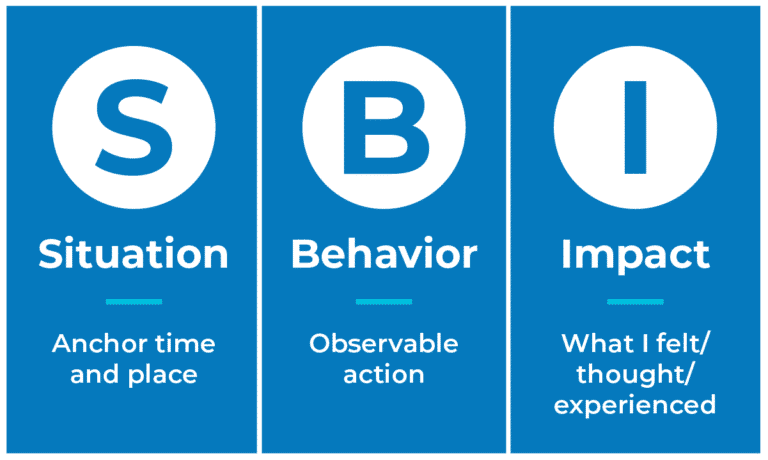 S
Situation
Anchor time
and place
B
Behavior
Observable
action
I
Impact
What I felt/
thought/
experienced